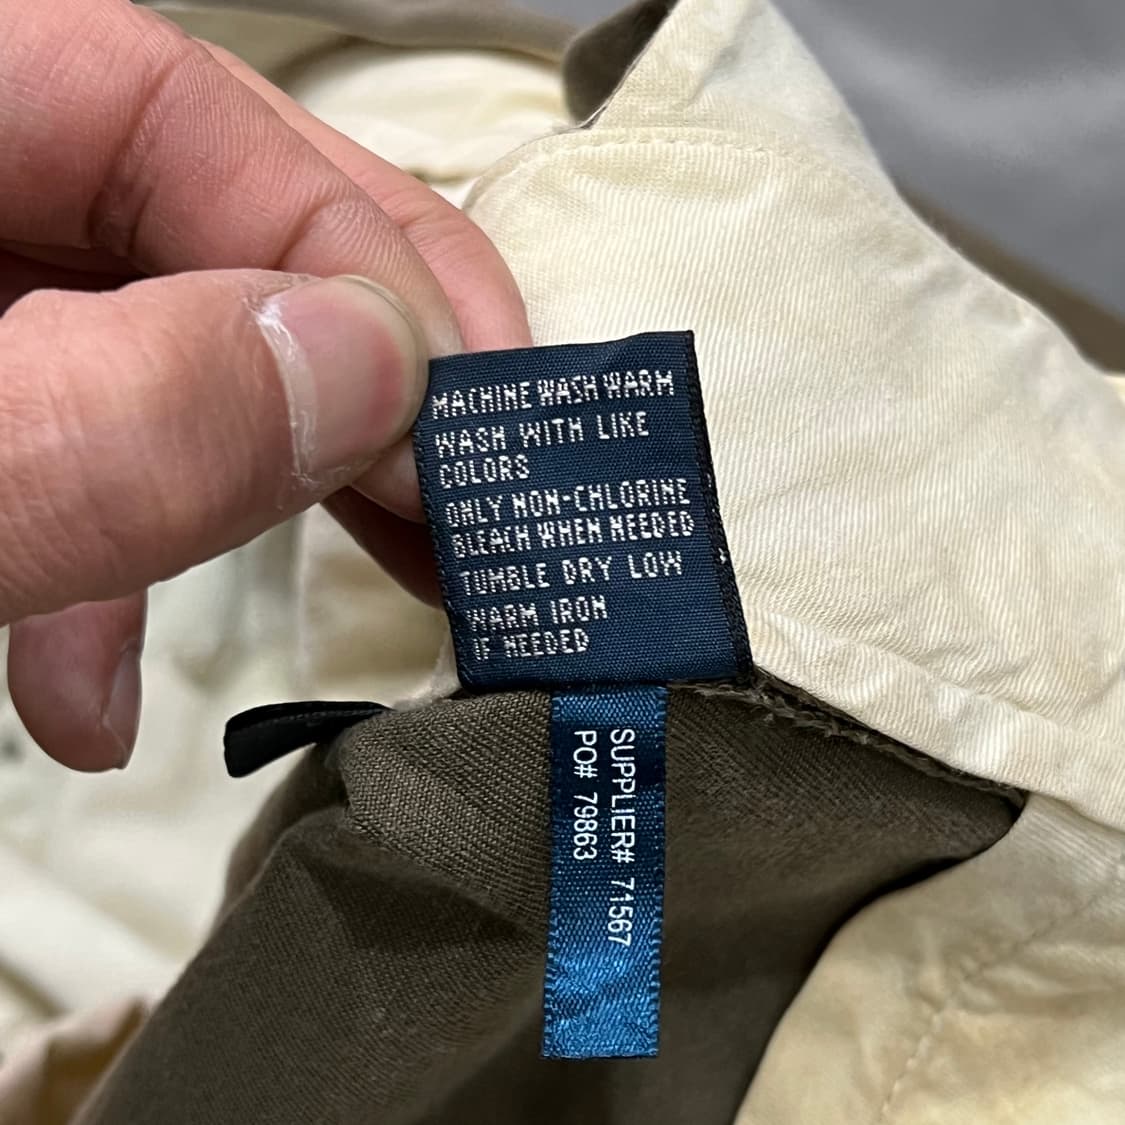 MACHINE WASH WARM
WASH WITH LIKE
COLORS
ONLY NON-CHLORINE
BLEACH WHEN NEEDED
TUMBLE DRY LOW
WARM IRON
IF NEEDED
SUPPLIER# 71567
PO# 79863